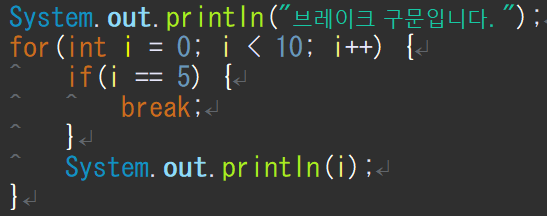 System.out.println("브레이크 구문입니다.");
for(int i = 0; i < 10; i++) {
    if(i == 5) {
        break;
    }
    System.out.println(i);
}